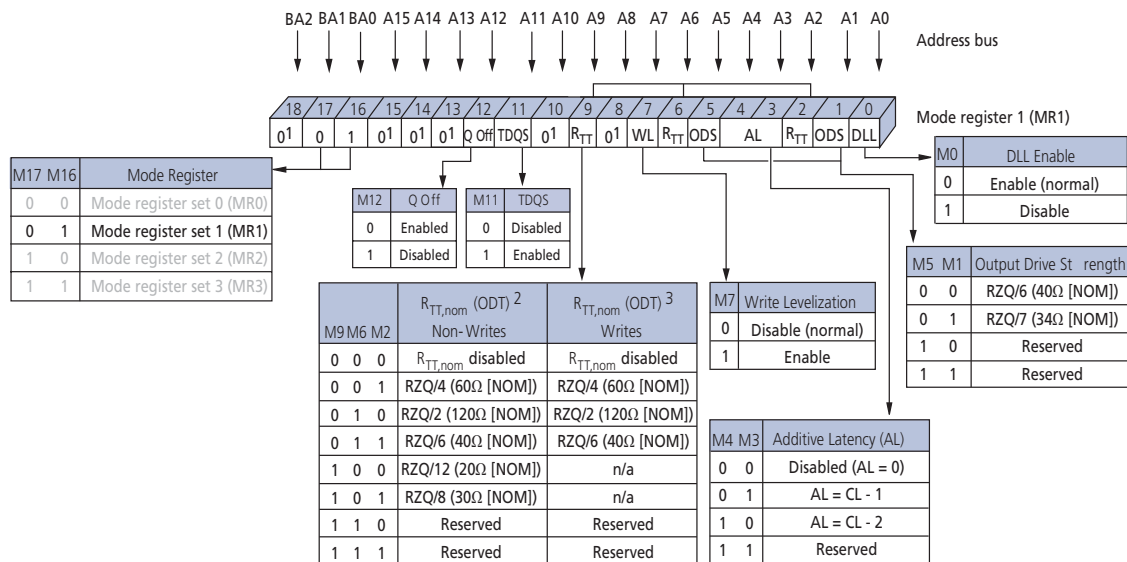 BA2 BA1 BA0 A15 A14 A13 A12 A11 A10 A9 A8 A7 A6 A5 A4 A3 A2 A1 A0
Address bus
18 17 16 15 14 13 12 11 10 9 8 7 6 5 4 3 2 1 0
0¹ 0 1 0¹ 0¹ 0¹ Q Off TDQS 0¹ RTT 0¹ WL RTT ODS AL RTT ODS DLL
Mode register 1 (MR1)
M17 M16 Mode Register
0 0 Mode register set 0 (MR0)
0 1 Mode register set 1 (MR1)
1 0 Mode register set 2 (MR2)
1 1 Mode register set 3 (MR3)
M12 Q Off
0 Enabled
1 Disabled
M11 TDQS
0 Disabled
1 Enabled
M0 DLL Enable
0 Enable (normal)
1 Disable
M5 M1 Output Drive St rength
0 0 RZQ/6 (40Ω [NOM])
0 1 RZQ/7 (34Ω [NOM])
1 0 Reserved
1 1 Reserved
RTT,nom (ODT) 2 RTT,nom (ODT) 3
M9 M6 M2 Non-Writes Writes
0 0 0 RTT,nom disabled RTT,nom disabled
0 0 1 RZQ/4 (60Ω [NOM]) RZQ/4 (60Ω [NOM])
0 1 0 RZQ/2 (120Ω [NOM]) RZQ/2 (120Ω [NOM])
0 1 1 RZQ/6 (40Ω [NOM]) RZQ/6 (40Ω [NOM])
1 0 0 RZQ/12 (20Ω [NOM]) n/a
1 0 1 RZQ/8 (30Ω [NOM]) n/a
1 1 0 Reserved Reserved
1 1 1 Reserved Reserved
M7 Write Levelization
0 Disable (normal)
1 Enable
M4 M3 Additive Latency (AL)
0 0 Disabled (AL = 0)
0 1 AL = CL - 1
1 0 AL = CL - 2
1 1 Reserved